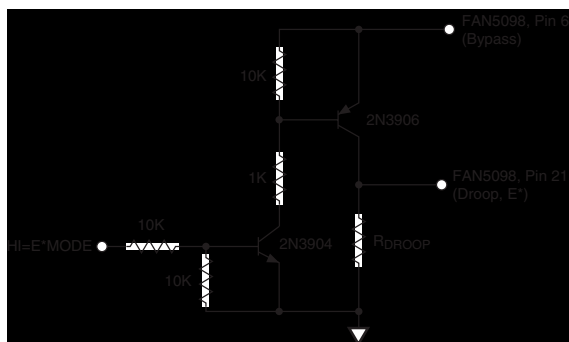 FAN5098, Pin 6
(Bypass)
10K
2N3906
1K
FAN5098, Pin 21
(Droop, E*)
10K
HI=E*MODE
2N3904
RDROOP
10K